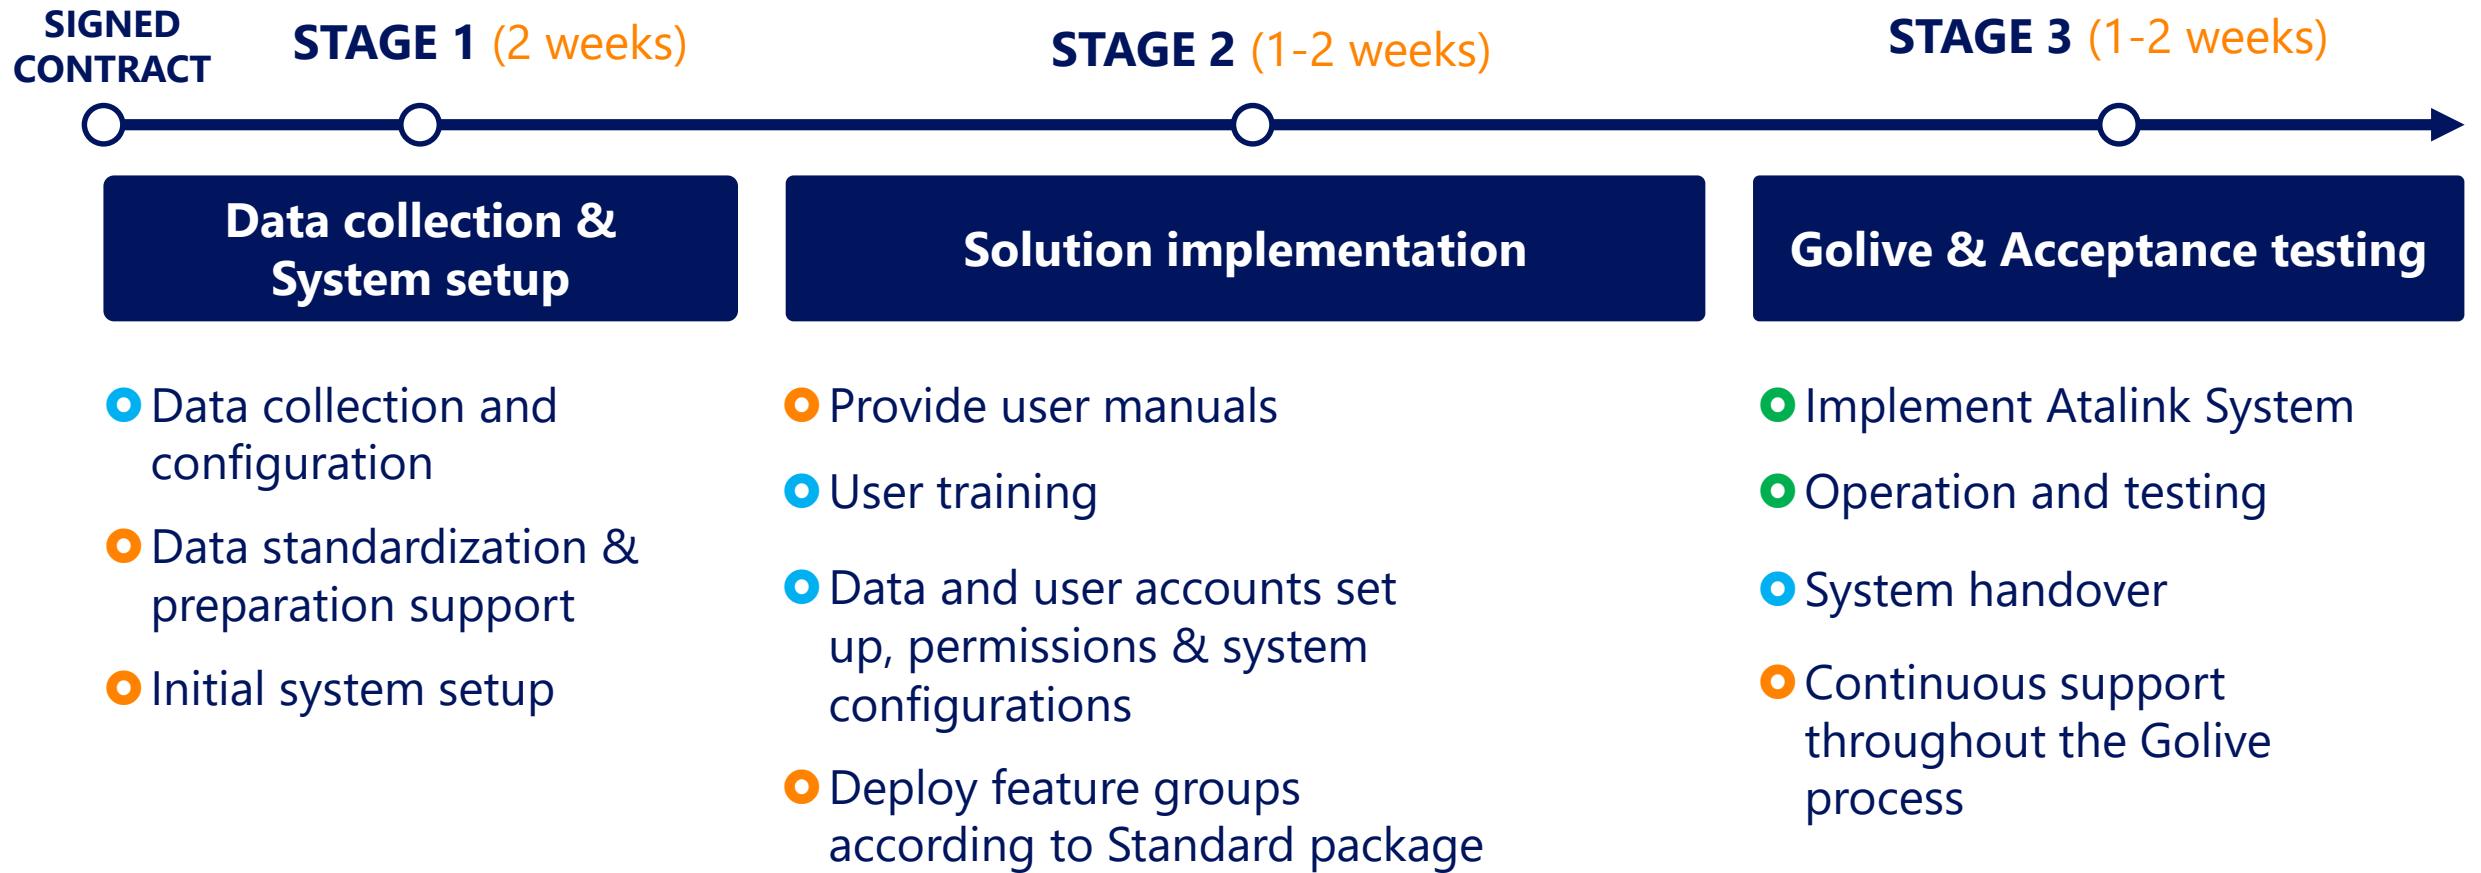 SIGNED
CONTRACT
STAGE 1 (2 weeks)
STAGE 2 (1-2 weeks)
STAGE 3 (1-2 weeks)
Data collection &
System setup
Solution implementation
Golive & Acceptance testing
Data collection and
configuration
Data standardization &
preparation support
Initial system setup
Provide user manuals
User training
Data and user accounts set
up, permissions & system
configurations
Deploy feature groups
according to Standard package
Implement Atalink System
Operation and testing
System handover
Continuous support
throughout the Golive
process